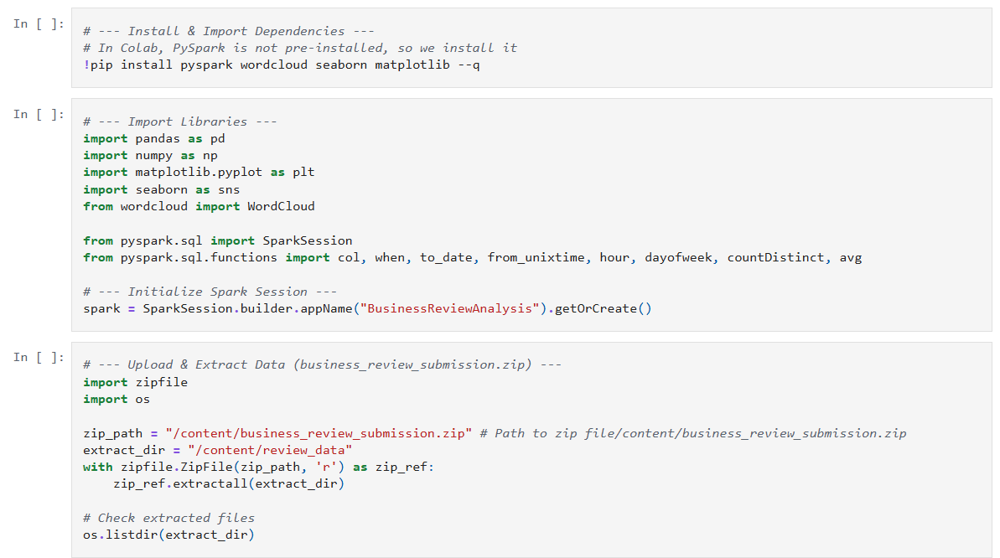 In [ ]:
# --- Install & Import Dependencies ---
# In Colab, PySpark is not pre-installed, so we install it
!pip install pyspark wordcloud seaborn matplotlib --q
In [ ]:
# --- Import Libraries ---
import pandas as pd
import numpy as np
import matplotlib.pyplot as plt
import seaborn as sns
from wordcloud import WordCloud
from pyspark.sql import SparkSession
from pyspark.sql.functions import col, when, to_date, from_unixtime, hour, dayofweek, countDistinct, avg
# --- Initialize Spark Session ---
spark = SparkSession.builder.appName("BusinessReviewAnalysis").getOrCreate()
In [ ]:
# --- Upload & Extract Data (business_review_submission.zip) ---
import zipfile
import os
zip_path = "/content/business_review_submission.zip" # Path to zip file/content/business_review_submission.zip
extract_dir = "/content/review_data"
with zipfile.ZipFile(zip_path, 'r') as zip_ref:
    zip_ref.extractall(extract_dir)
# Check extracted files
os.listdir(extract_dir)